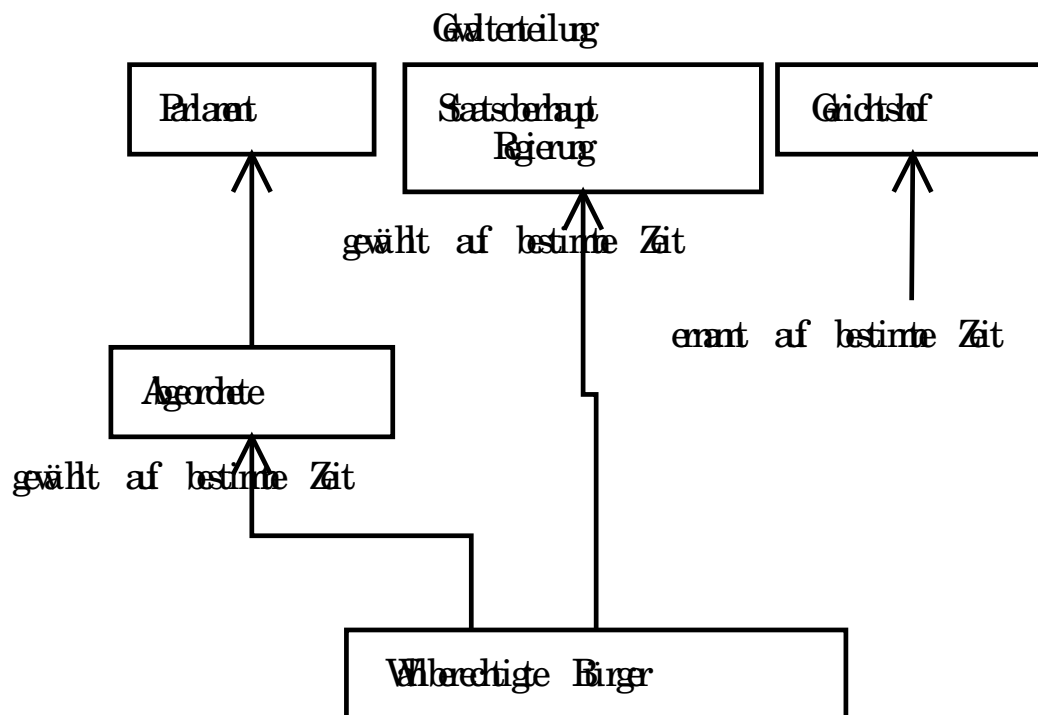 Gewaltenteilung
Parlament
Staatsoberhaupt
Regierung
Gerichtshof
gewählt auf bestimmte Zeit
ernannt auf bestimmte Zeit
Abgeordnete
gewählt auf bestimmte Zeit
Wahlberechtigte Bürger